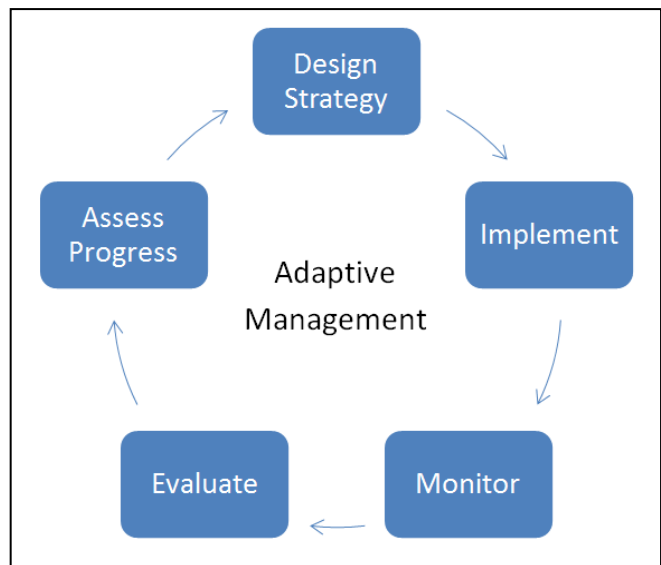 Design
Strategy
Implement
Monitor
Evaluate
Assess
Progress
Adaptive
Management